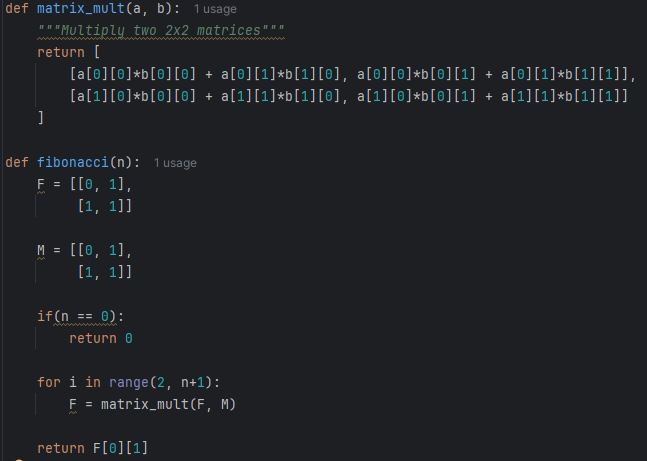 def matrix_mult(a, b): 1 usage
"""Multiply two 2x2 matrices"""
return [
[a[0][0]*b[0][0] + a[0][1]*b[1][0], a[0][0]*b[0][1] + a[0][1]*b[1][1]],
[a[1][0]*b[0][0] + a[1][1]*b[1][0], a[1][0]*b[0][1] + a[1][1]*b[1][1]]
]
def fibonacci(n): 1 usage
F = [[0, 1],
[1, 1]]
M = [[0, 1],
[1, 1]]
if(n == 0):
return 0
for i in range(2, n+1):
F = matrix_mult(F, M)
return F[0][1]